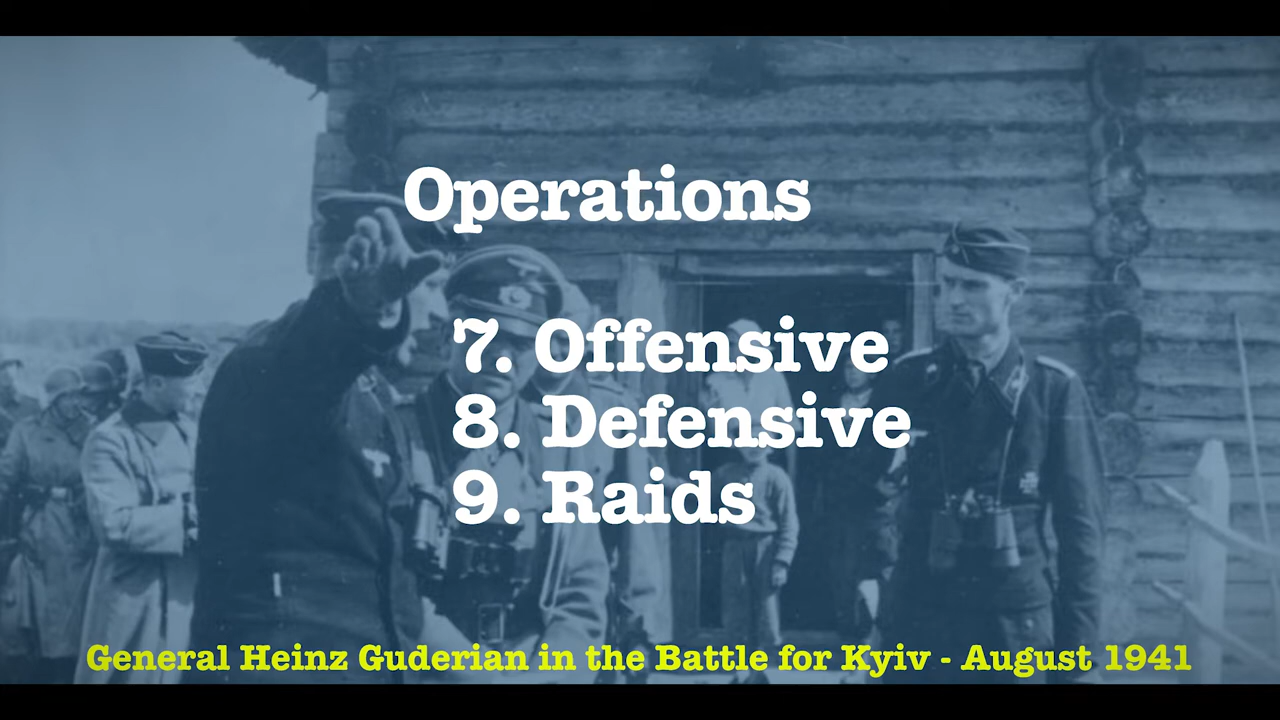 Operations
7. Offensive
8. Defensive
9. Raids
General Heinz Guderian in the Battle for Kyiv - August 1941